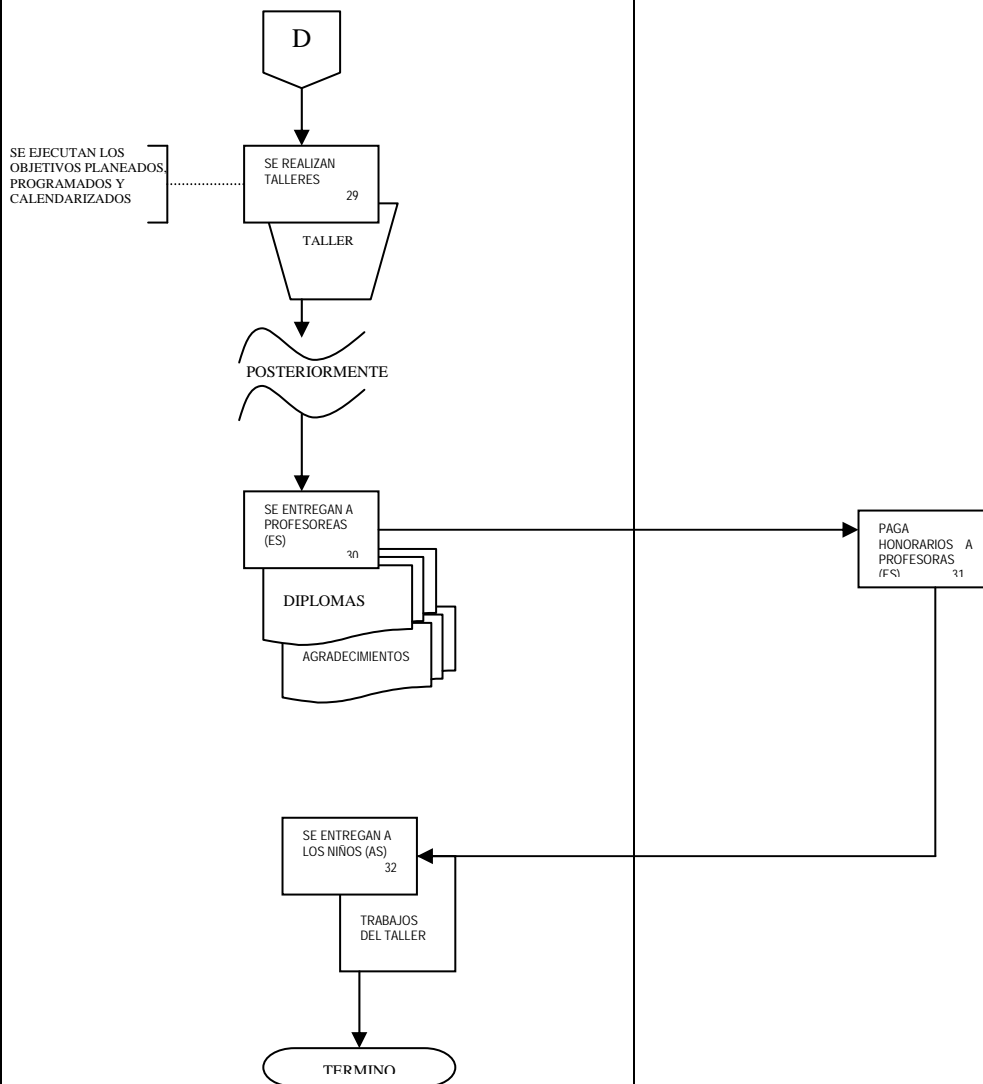 D
SE EJECUTAN LOS
OBJETIVOS PLANEADOS,
PROGRAMADOS Y
CALENDARIZADOS
SE REALIZAN
TALLERES
29
TALLER
POSTERIORMENTE
SE ENTREGAN A
PROFESOREAS
(ES)
30
DIPLOMAS
AGRADECIMIENTOS
PAGA
HONORARIOS A
PROFESORAS
(ES) 31
SE ENTREGAN A
LOS NIÑOS (AS)
32
TRABAJOS
DEL TALLER
TERMINO